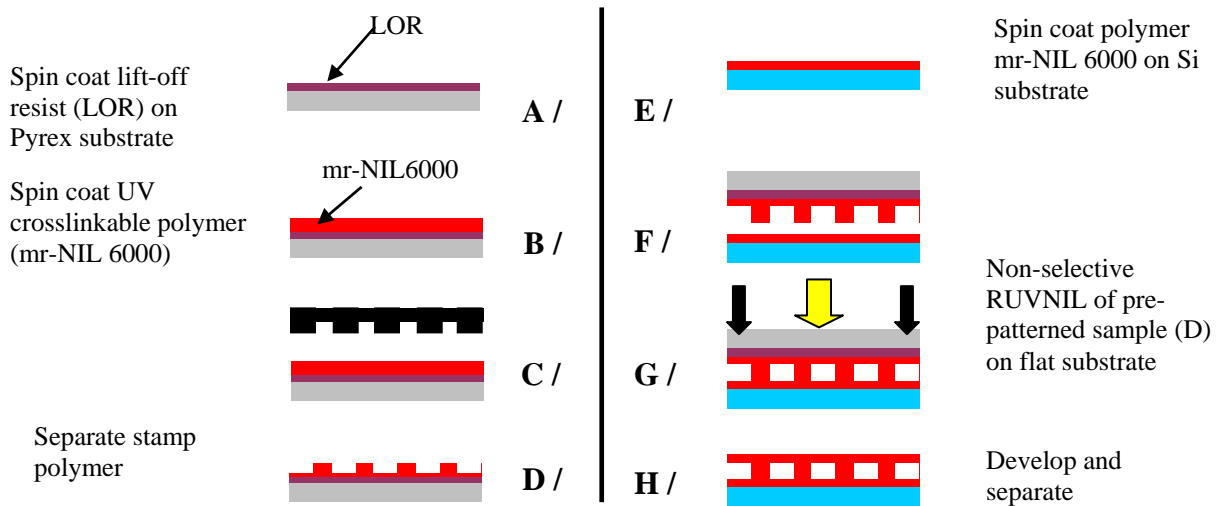 LOR
Spin coat lift-off
resist (LOR) on
Pyrex substrate
A /
mr-NIL6000
Spin coat UV
crosslinkable polymer
(mr-NIL 6000)
B /
C /
Separate stamp
polymer
D /
Spin coat polymer
mr-NIL 6000 on Si
substrate
E /
F /
Non-selective
RUVNIL of pre-
patterned sample (D)
on flat substrate
G /
H /
Develop and
separate